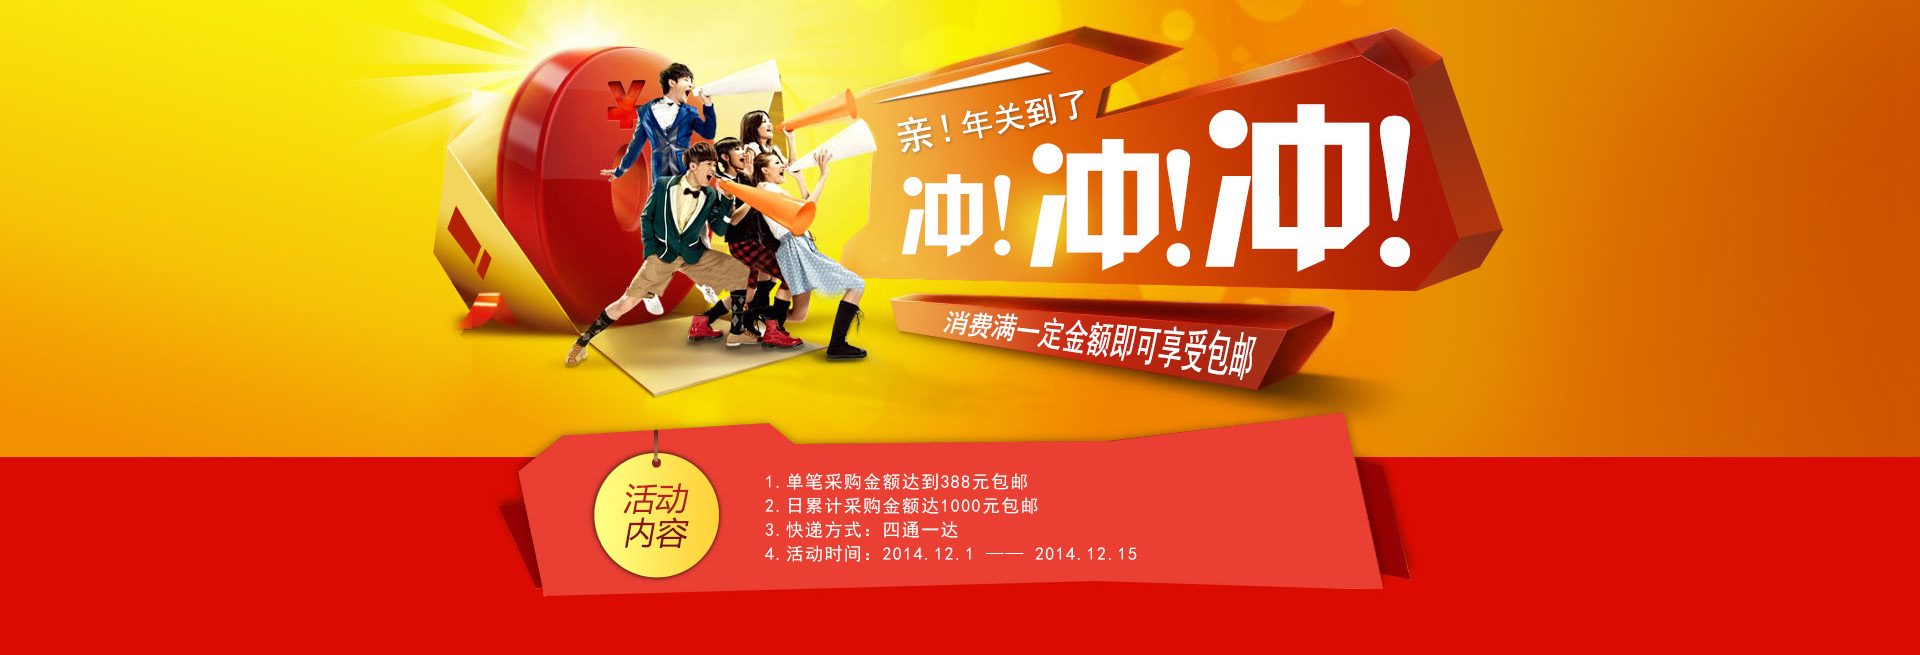 ¥
亲！年关到了
冲！冲！冲！
消费满一定金额即可享受包邮
活动
内容
1.单笔采购金额达到388元包邮
2.日累计采购金额达1000元包邮
3.快递方式：四通一达
4.活动时间：2014.12.1 —— 2014.12.15